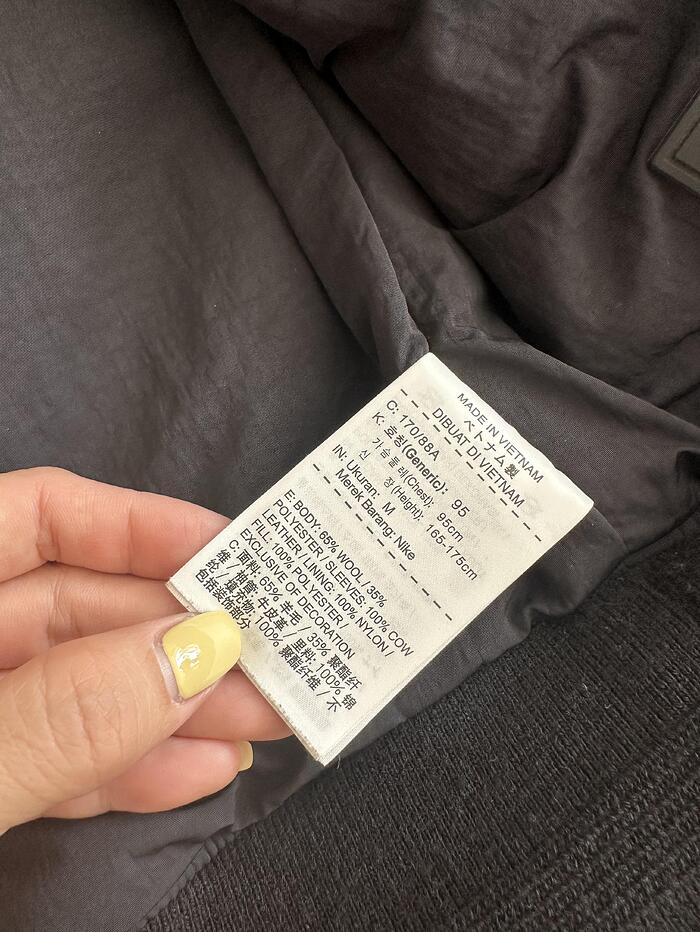 MADE IN VIETNAM
ベトナム製
DIBUAT DI VIETNAM
C: 170/88A
K: 호칭(Generic): 95
가슴둘레(Chest): 95cm
신 장(Height): 165-175cm
IN: Ukuran: M
Merek Barang: Nike
E: BODY: 65% WOOL / 35%
POLYESTER / SLEEVES: 100% COW
LEATHER / LINING: 100% NYLON /
FILL: 100% POLYESTER /
EXCLUSIVE OF DECORATION
C: 面料: 65% 羊毛 / 35% 聚酯纤
维 / 袖管: 牛皮革 / 里料: 100% 锦
纶 / 填充物: 100% 聚酯纤维 / 不
包括装饰部分